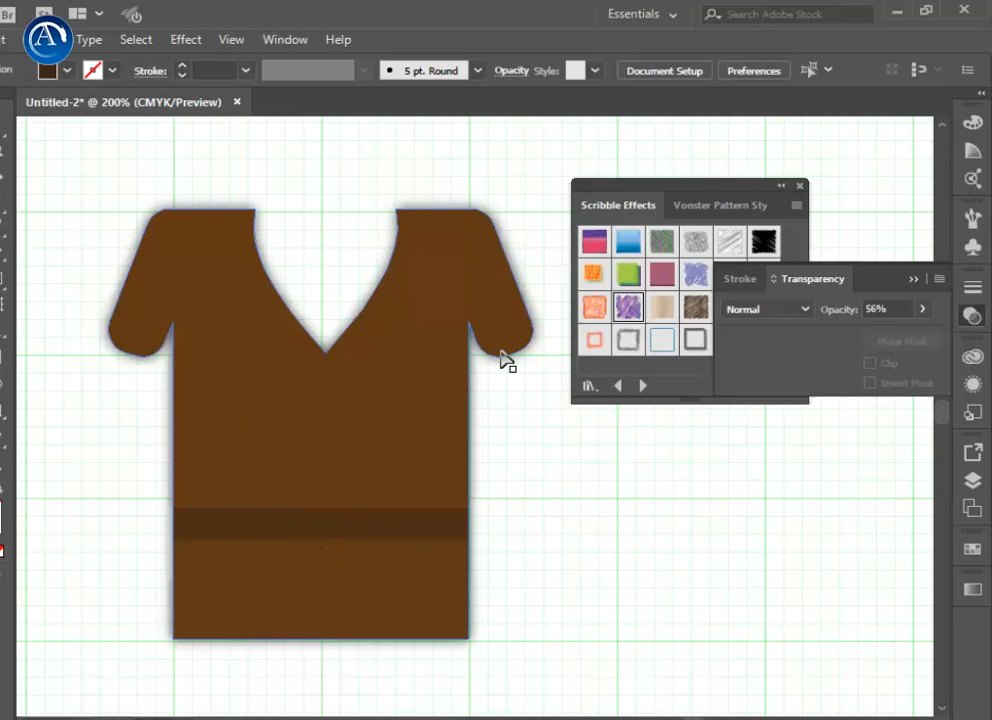 Br St Essentials Search Adobe Stock
Type Select Effect View Window Help
Stroke: 5 pt. Round Opacity Style: Document Setup Preferences
Untitled-2* @ 200% (CMYK/Preview)
Scribble Effects Vonster Pattern Sty
Stroke Transparency
Normal Opacity: 56%
Make Mask
Clip
Invert Mask